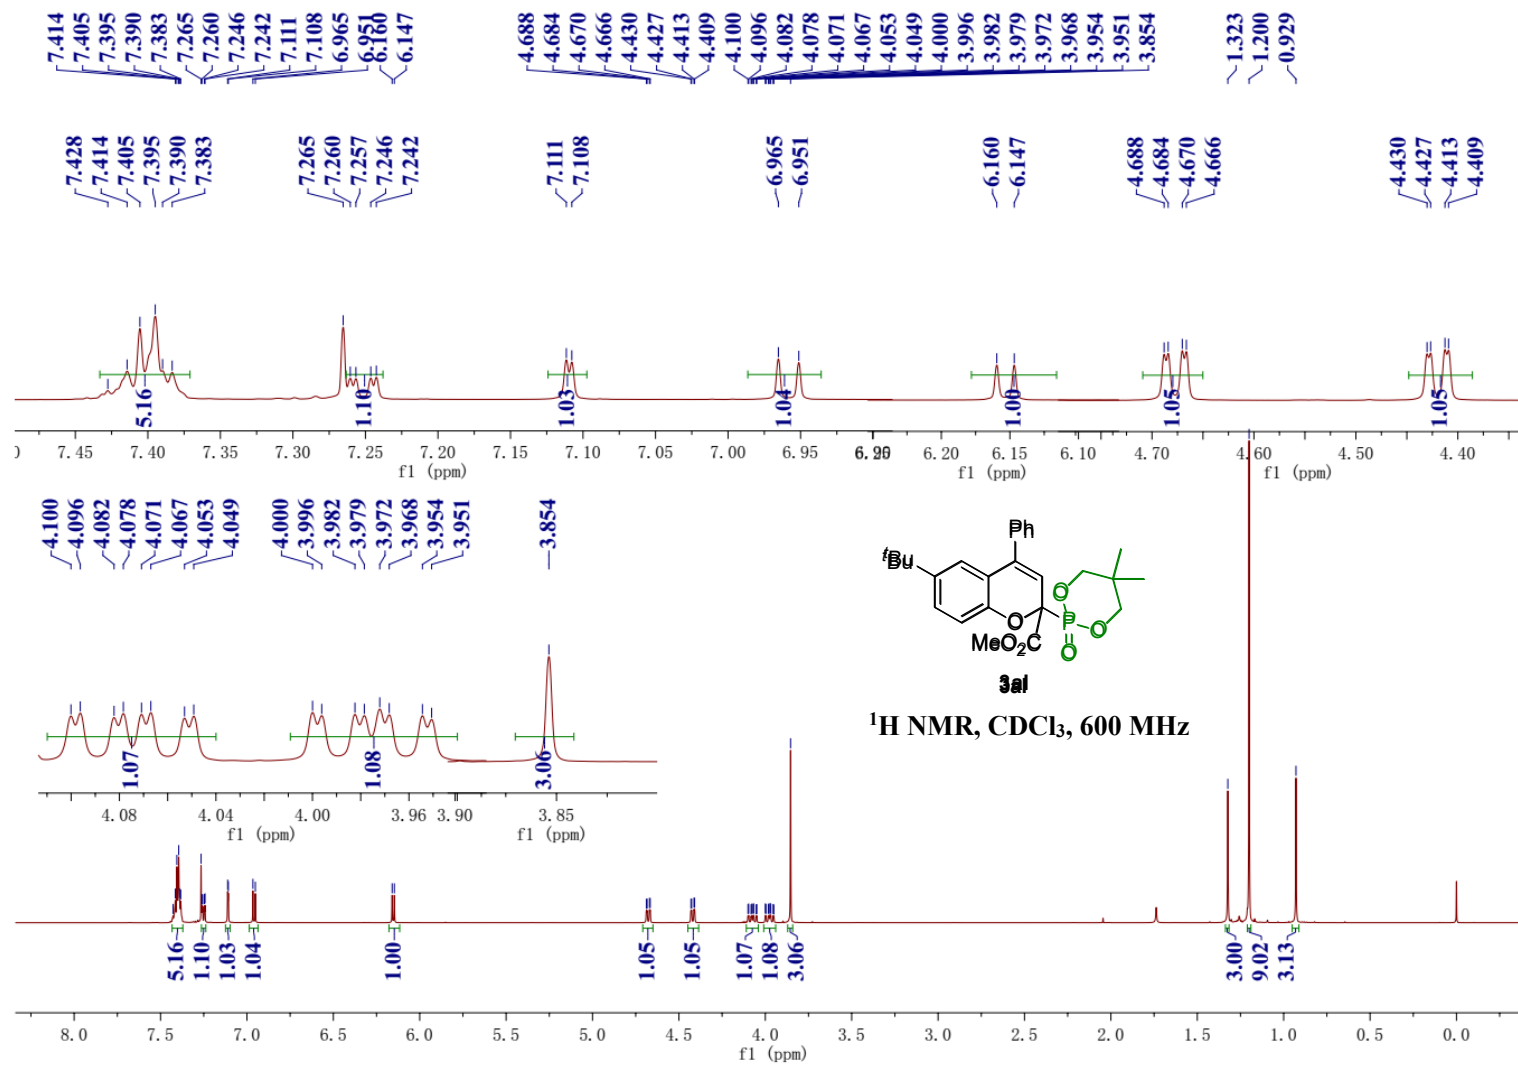 7.414 7.405 7.395 7.390 7.383 7.265 7.260 7.246 7.242 7.111 7.108 6.965 6.951 6.160 6.147 4.688 4.684 4.670 4.666 4.430 4.427 4.413 4.409 4.100 4.096 4.082 4.078 4.071 4.067 4.053 4.049 4.000 3.996 3.982 3.979 3.972 3.968 3.954 3.951 3.854 1.323 1.200 0.929
7.428 7.414 7.405 7.395 7.390 7.383 7.265 7.260 7.257 7.246 7.242 7.111 7.108 6.965 6.951 6.160 6.147 4.688 4.684 4.670 4.666 4.430 4.427 4.413 4.409
5.16 1.10 1.03 1.04 1.00 1.05 1.05
7.45 7.40 7.35 7.30 7.25 7.20 7.15 7.10 7.05 7.00 6.95 6.20 6.15 6.10 4.70 4.60 4.50 4.40
f1 (ppm) f1 (ppm) f1 (ppm)
4.100 4.096 4.082 4.078 4.071 4.067 4.053 4.049 4.000 3.996 3.982 3.979 3.972 3.968 3.954 3.951 3.854
Ph
tBu
O
O P O
MeO2C O
3al
1H NMR, CDCl3, 600 MHz
1.07 1.08 3.06
4.08 4.04 4.00 3.96 3.90 3.85
f1 (ppm) f1 (ppm)
5.16 1.10 1.03 1.04 1.00 1.05 1.05 1.07 1.08 3.06 3.00 9.02 3.13
8.0 7.5 7.0 6.5 6.0 5.5 5.0 4.5 4.0 3.5 3.0 2.5 2.0 1.5 1.0 0.5 0.0
f1 (ppm)